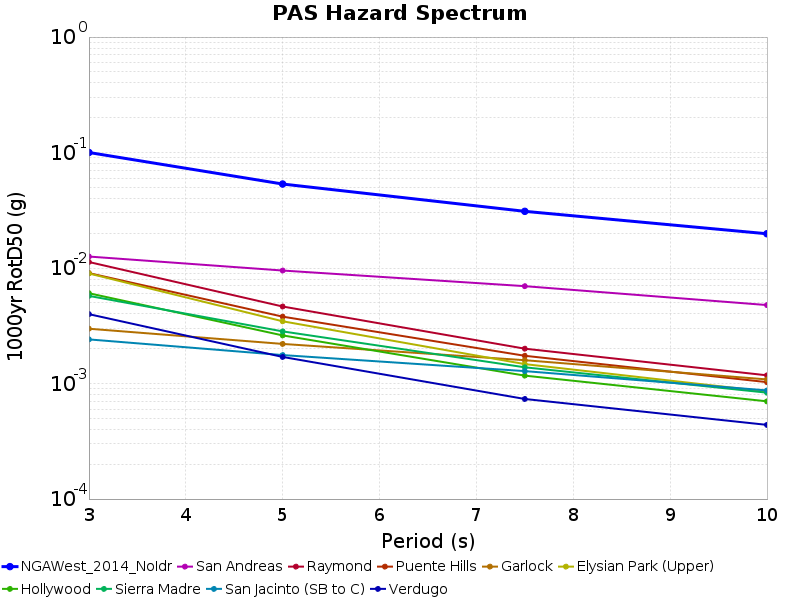 PAS Hazard Spectrum
1000yr RotD50 (g)
10^0
10^-1
10^-2
10^-3
10^-4
3 4 5 6 7 8 9 10
Period (s)
NGAWest_2014_NoIdr San Andreas Raymond Puente Hills Garlock Elysian Park (Upper)
Hollywood Sierra Madre San Jacinto (SB to C) Verdugo